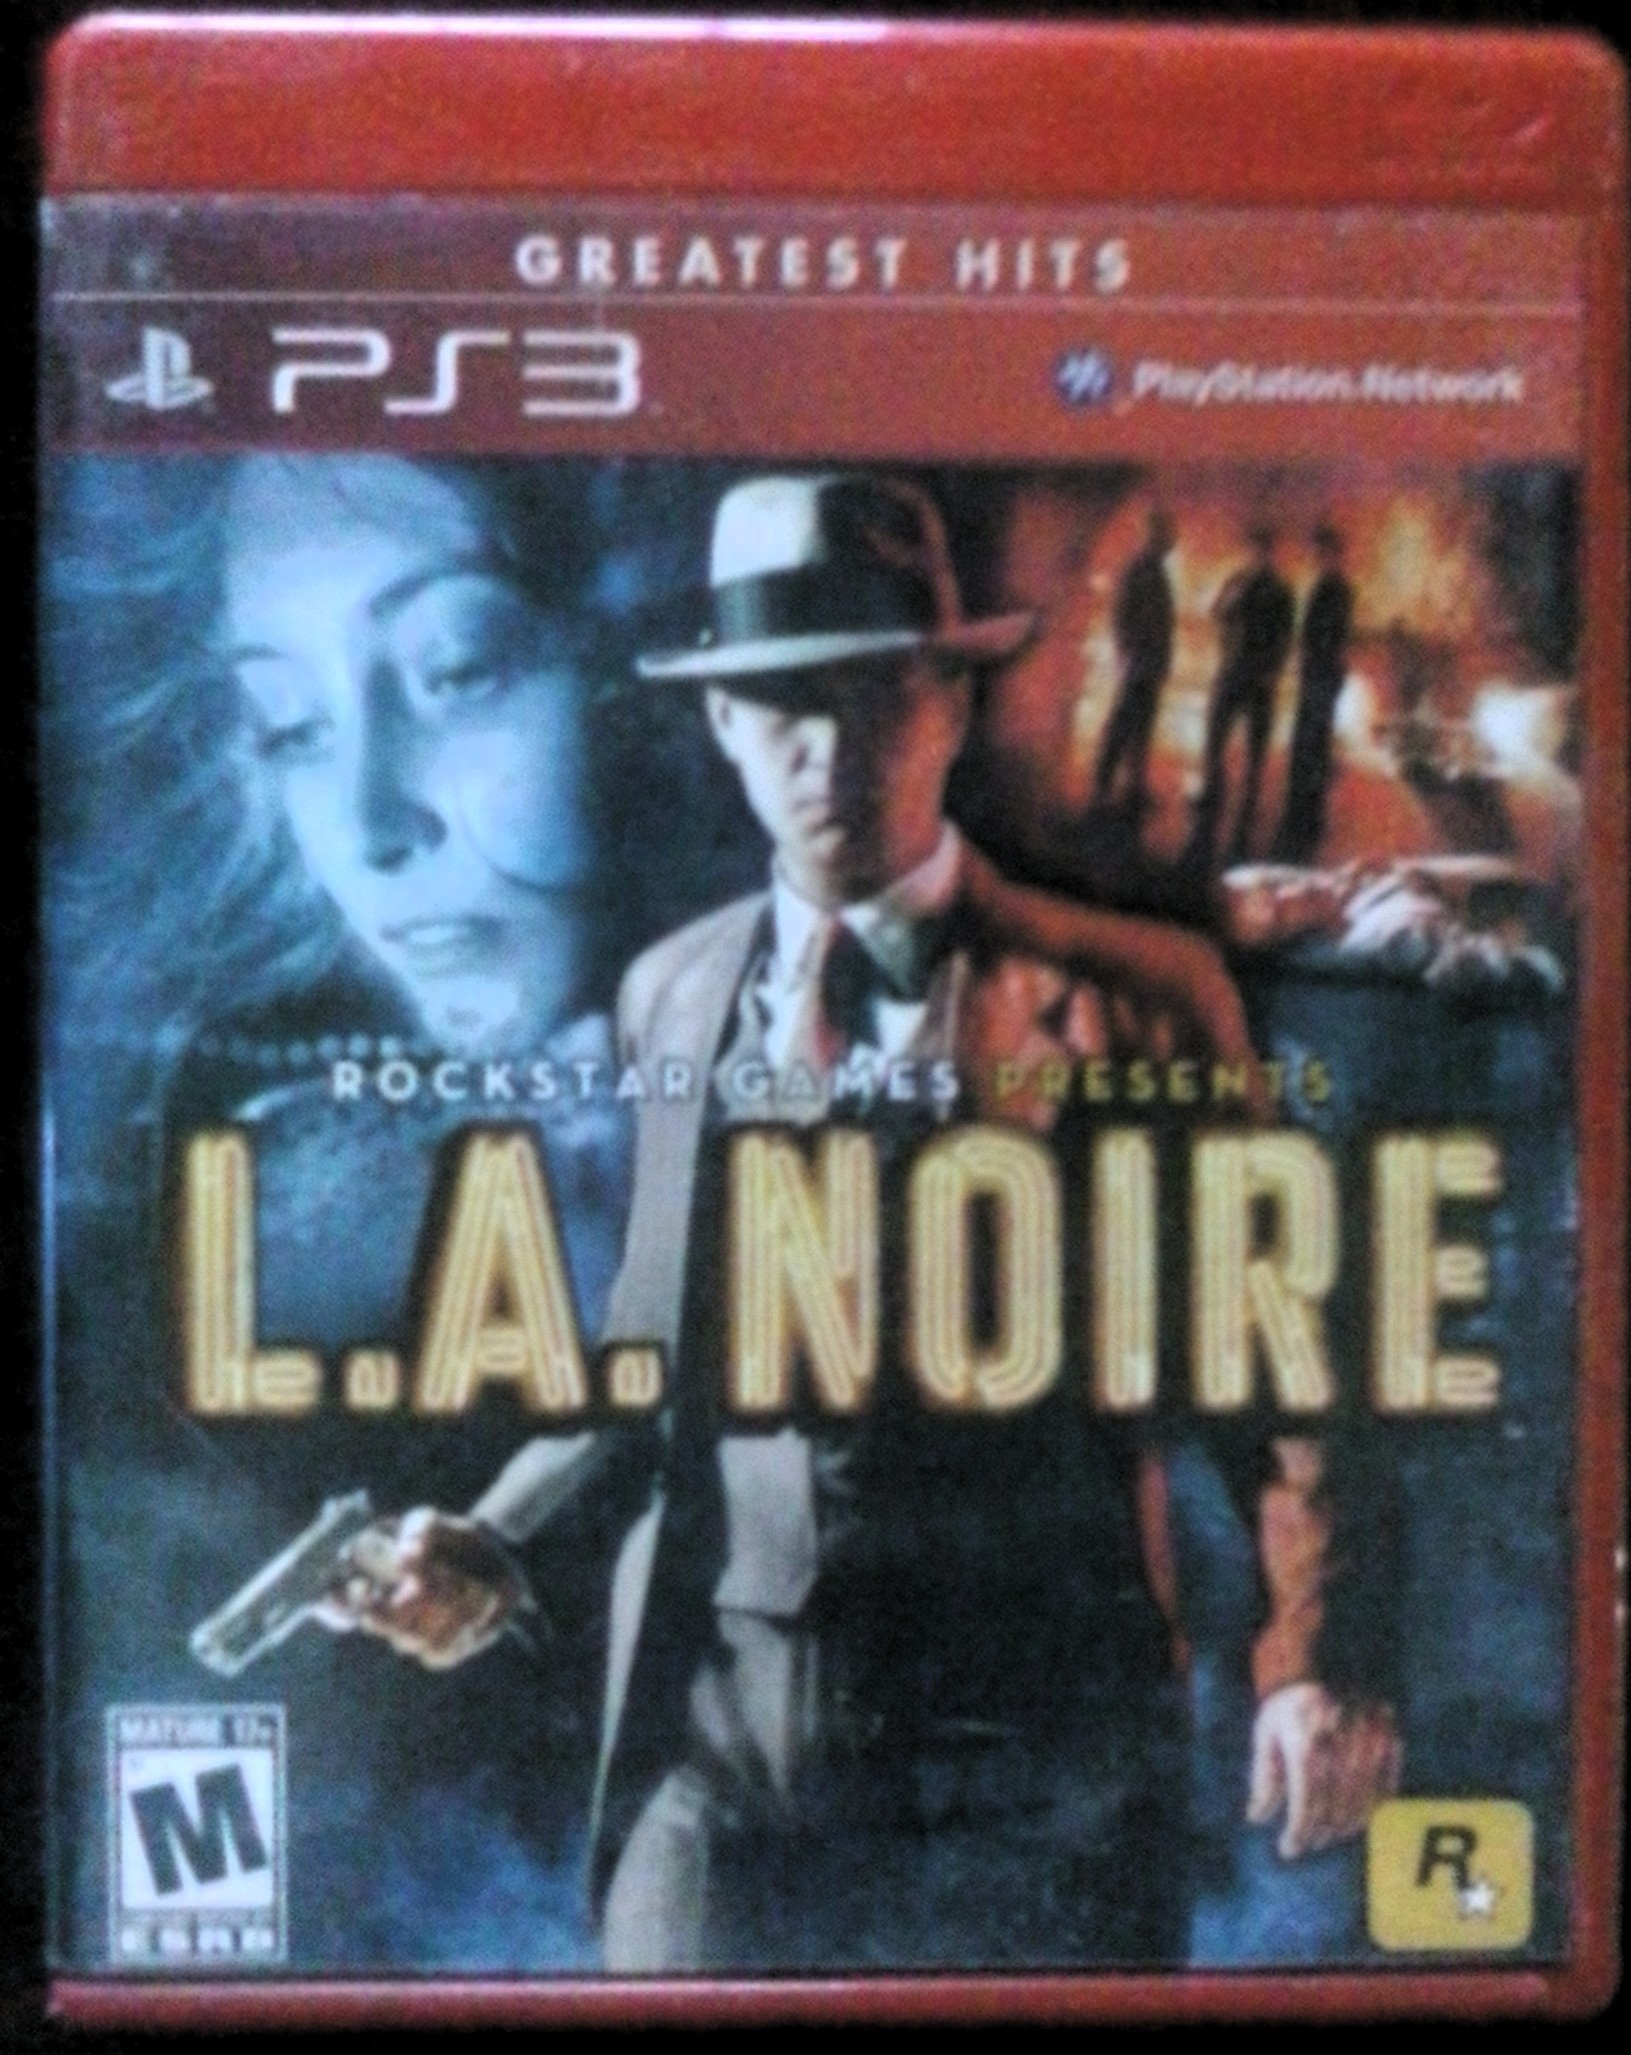 GREATEST HITS
PS3 PlayStation Network
ROCKSTAR GAMES PRESENTS
L.A. NOIRE
MATURE 17+
M
ESRB
R